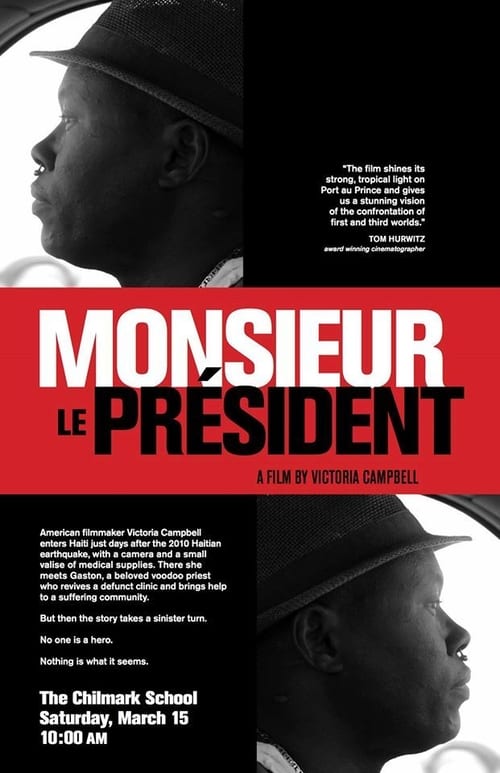 "The film shines its
strong, tropical light on
Port au Prince and gives
us a stunning vision
of the confrontation of
first and third worlds."
TOM HURWITZ
award winning cinematographer
MONSIEUR
LE PRÉSIDENT
A FILM BY VICTORIA CAMPBELL
American filmmaker Victoria Campbell
enters Haiti just days after the 2010 Haitian
earthquake, with a camera and a small
valise of medical supplies. There she
meets Gaston, a beloved voodoo priest
who revives a defunct clinic and brings help
to a suffering community.
But then the story takes a sinister turn.
No one is a hero.
Nothing is what it seems.
The Chilmark School
Saturday, March 15
10:00 AM